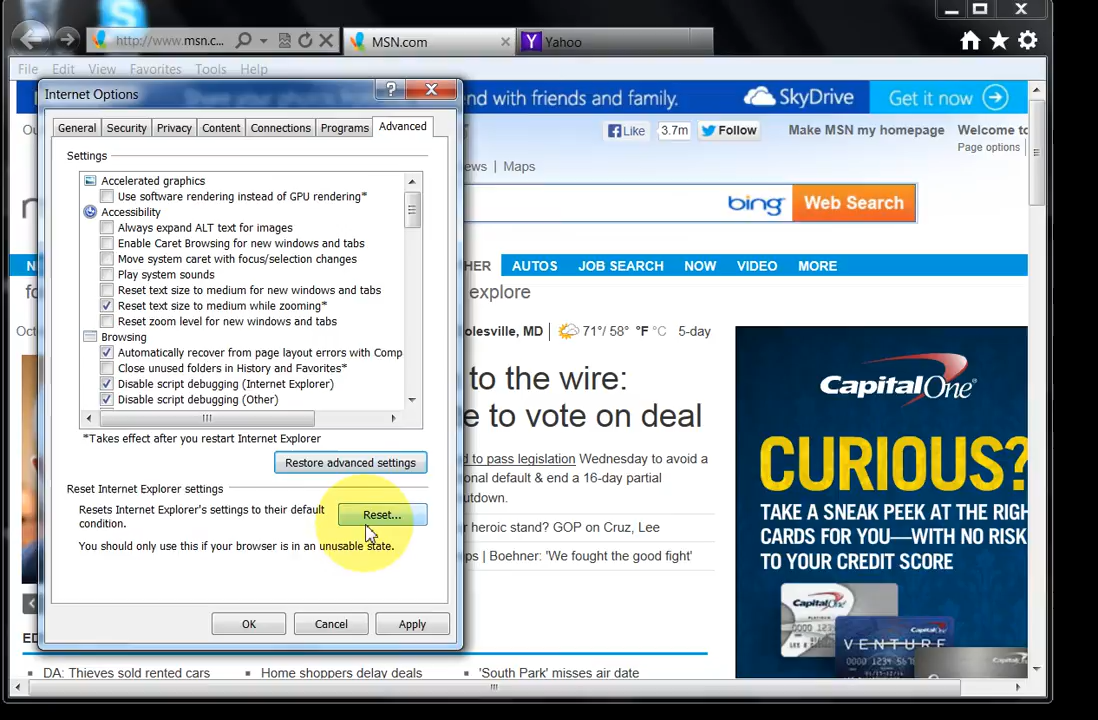 http://www.msn.c...
MSN.com
Yahoo
File Edit View Favorites Tools Help
Internet Options
General Security Privacy Content Connections Programs Advanced
Settings
Accelerated graphics
Use software rendering instead of GPU rendering*
Accessibility
Always expand ALT text for images
Enable Caret Browsing for new windows and tabs
Move system caret with focus/selection changes
Play system sounds
Reset text size to medium for new windows and tabs
Reset text size to medium while zooming*
Reset zoom level for new windows and tabs
Browsing
Automatically recover from page layout errors with Comp
Close unused folders in History and Favorites*
Disable script debugging (Internet Explorer)
Disable script debugging (Other)
*Takes effect after you restart Internet Explorer
Restore advanced settings
Reset Internet Explorer settings
Resets Internet Explorer's settings to their default
condition.
Reset...
You should only use this if your browser is in an unusable state.
OK Cancel Apply
nd with friends and family.
SkyDrive
Get it now
Like 3.7m Follow
Make MSN my homepage
Welcome to
Page options
ews | Maps
bing Web Search
HER AUTOS JOB SEARCH NOW VIDEO MORE
explore
Oct
olesville, MD 71°/ 58° °F °C 5-day
to the wire:
e to vote on deal
d to pass legislation Wednesday to avoid a
onal default & end a 16-day partial
utdown.
r heroic stand? GOP on Cruz, Lee
ps | Boehner: 'We fought the good fight'
ED
DA: Thieves sold rented cars
Home shoppers delay deals
'South Park' misses air date
Capital One
CURIOUS?
TAKE A SNEAK PEEK AT THE RIGH
CARDS FOR YOU—WITH NO RISK
TO YOUR CREDIT SCORE
Capital One
VENTURE